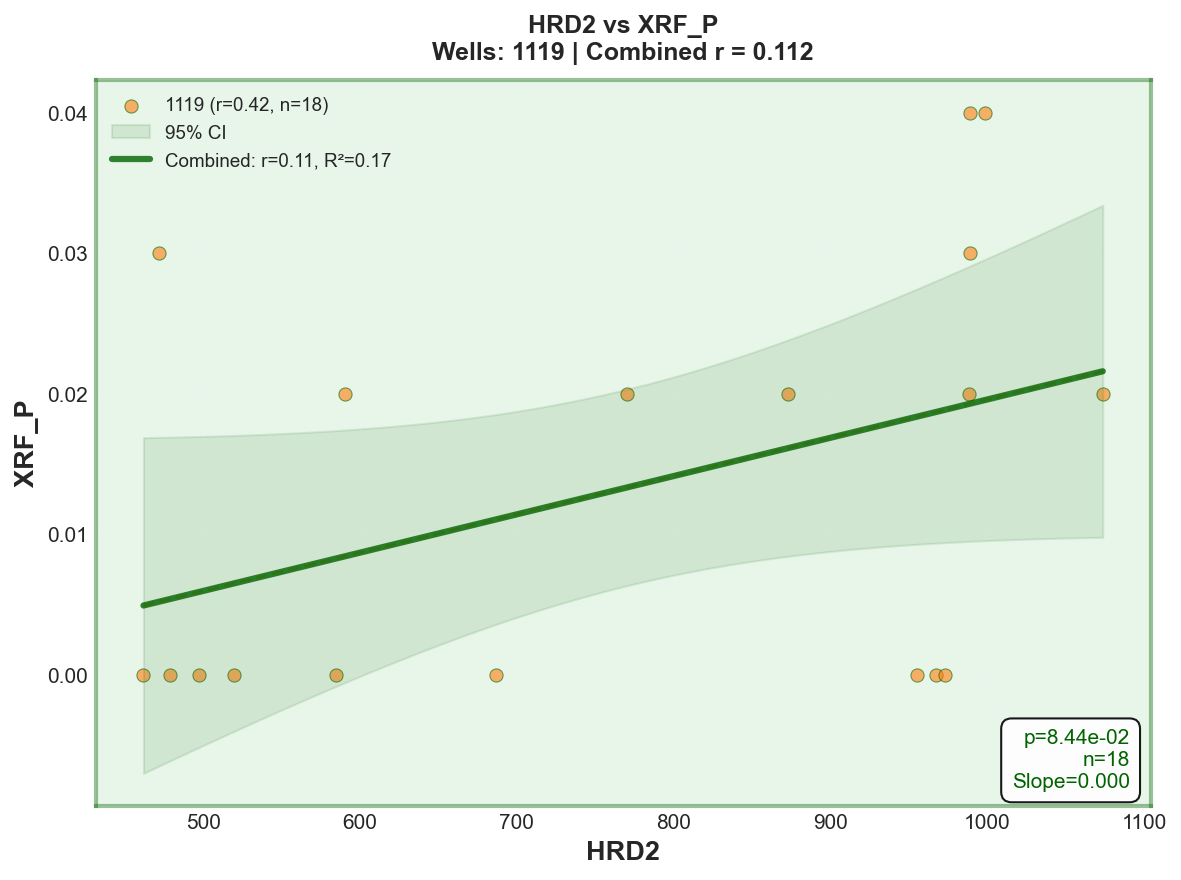 HRD2 vs XRF_P
Wells: 1119 | Combined r = 0.112
1119 (r=0.42, n=18)
95% CI
Combined: r=0.11, R²=0.17
XRF_P
0.04
0.03
0.02
0.01
0.00
p=8.44e-02
n=18
Slope=0.000
500 600 700 800 900 1000 1100
HRD2